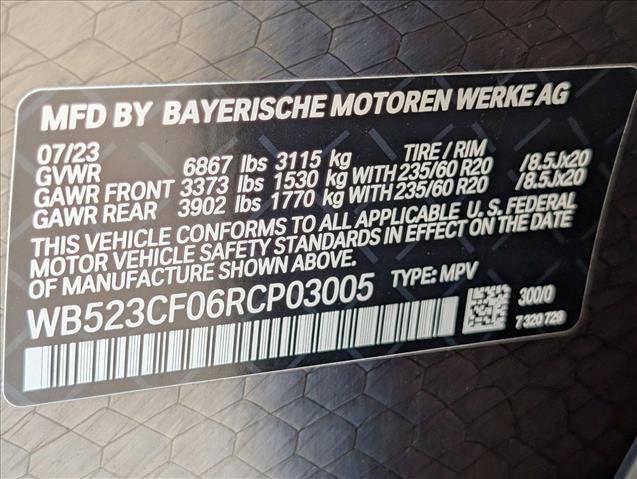 MFD BY BAYERISCHE MOTOREN WERKE AG
07/23 TIRE / RIM
GVWR 6867 lbs 3115 kg
GAWR FRONT 3373 lbs 1530 kg WITH 235/60 R20 /8.5Jx20
GAWR REAR 3902 lbs 1770 kg WITH 235/60 R20 /8.5Jx20
THIS VEHICLE CONFORMS TO ALL APPLICABLE U.S. FEDERAL
MOTOR VEHICLE SAFETY STANDARDS IN EFFECT ON THE DATE
OF MANUFACTURE SHOWN ABOVE.
WB523CF06RCP03005 TYPE: MPV
300/0
7 320 729